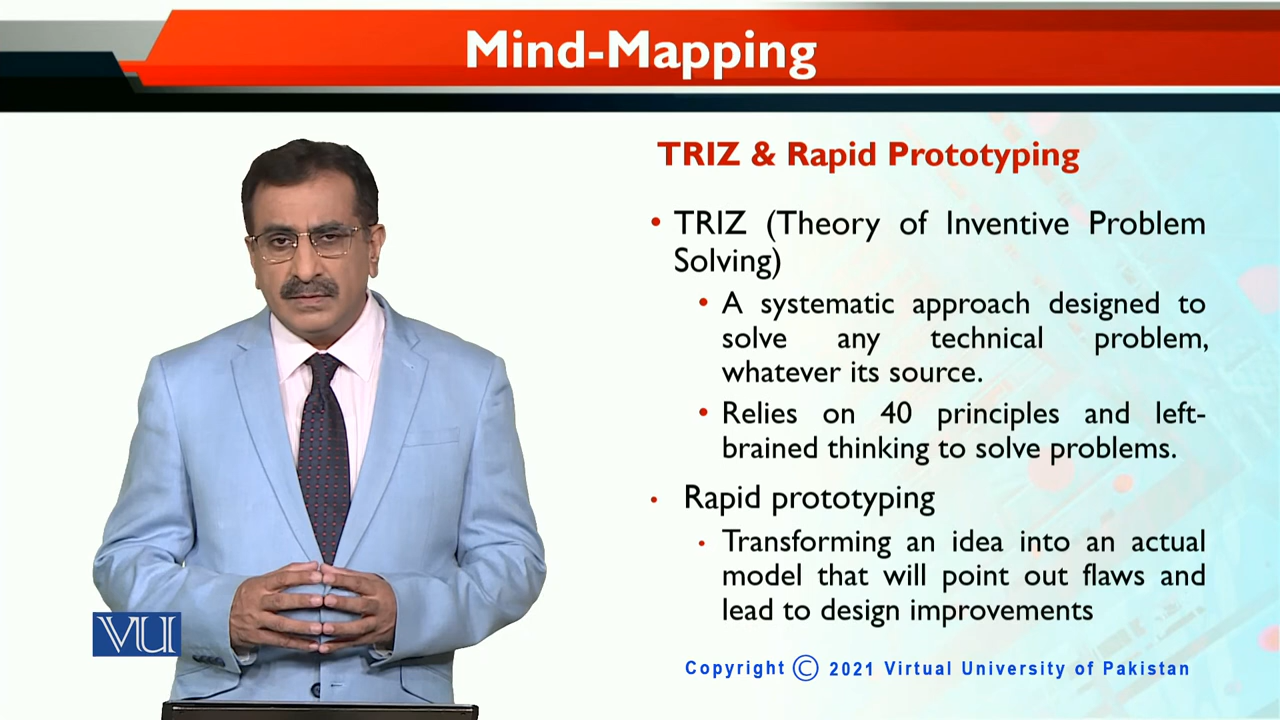 Mind-Mapping
TRIZ & Rapid Prototyping
• TRIZ (Theory of Inventive Problem
Solving)
• A systematic approach designed to
solve any technical problem,
whatever its source.
• Relies on 40 principles and left-
brained thinking to solve problems.
• Rapid prototyping
• Transforming an idea into an actual
model that will point out flaws and
lead to design improvements
VU
Copyright © 2021 Virtual University of Pakistan